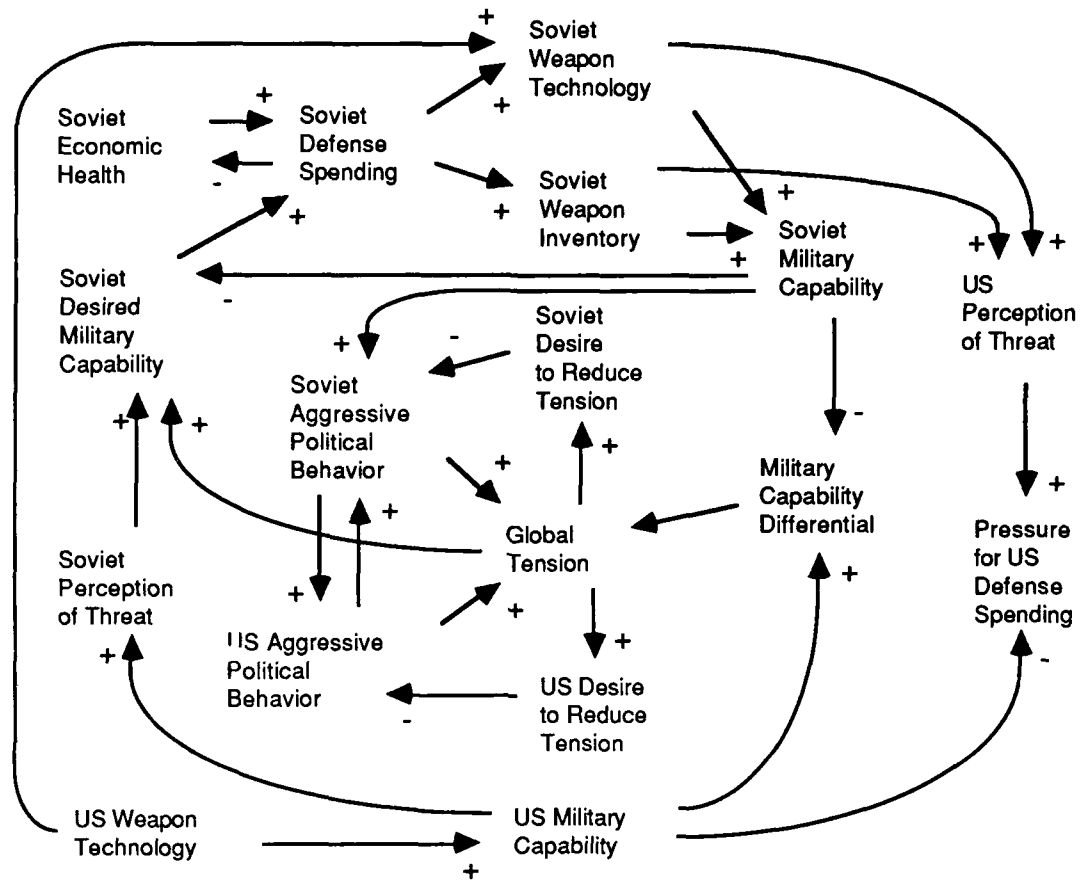 +
Soviet
Weapon
Technology
+
Soviet
Economic
Health
+
-
Soviet
Defense
Spending
+
+
Soviet
Weapon
Inventory
+
+
Soviet
Military
Capability
+
+
US
Perception
of Threat
Soviet
Desired
Military
Capability
-
+
-
Soviet
Desire
to Reduce
Tension
Soviet
Aggressive
Political
Behavior
+
+
+
+
-
+
Military
Capability
Differential
+
Pressure
for US
Defense
Spending
Global
Tension
Soviet
Perception
of Threat
+
+
+
+
US Aggressive
Political
Behavior
+
-
US Desire
to Reduce
Tension
+
-
US Weapon
Technology
+
US Military
Capability